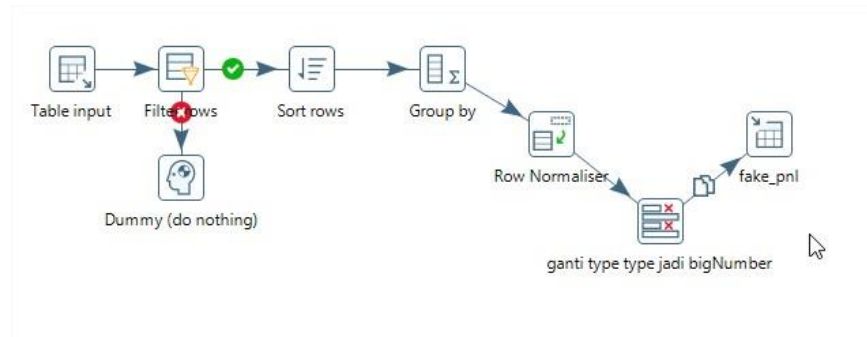 Table input
Filter rows
Sort rows
Group by
Dummy (do nothing)
Row Normaliser
fake_pnl
ganti type type jadi bigNumber